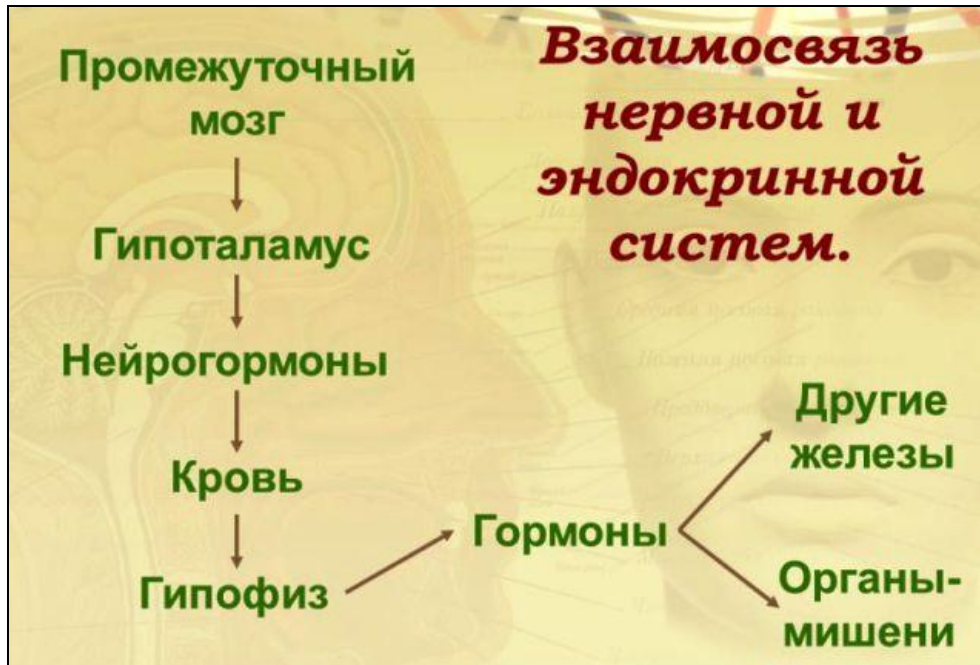 Взаимосвязь
нервной и
эндокринной
систем.
Промежуточный
мозг
Гипоталамус
Нейрогормоны
Кровь
Гипофиз
Гормоны
Другие
железы
Органы-
мишени